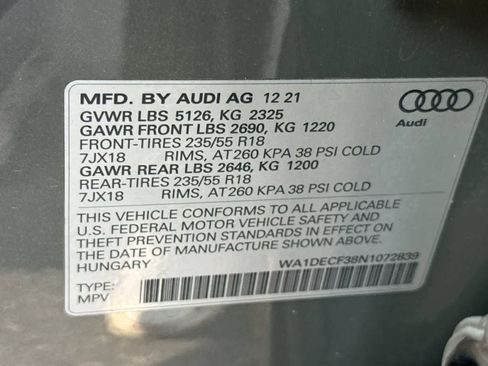 MFD. BY AUDI AG 12 21
GVWR LBS 5126, KG 2325
GAWR FRONT LBS 2690, KG 1220
FRONT-TIRES 235/55 R18
7JX18 RIMS, AT 260 KPA 38 PSI COLD
GAWR REAR LBS 2646, KG 1200
REAR-TIRES 235/55 R18
7JX18 RIMS, AT 260 KPA 38 PSI COLD
THIS VEHICLE CONFORMS TO ALL APPLICABLE
U.S. FEDERAL MOTOR VEHICLE SAFETY AND
THEFT PREVENTION STANDARDS IN EFFECT ON
THE DATE OF MANUFACTURE SHOWN ABOVE.
HUNGARY WA1DECF38N1072839
TYPE:
MPV
Audi